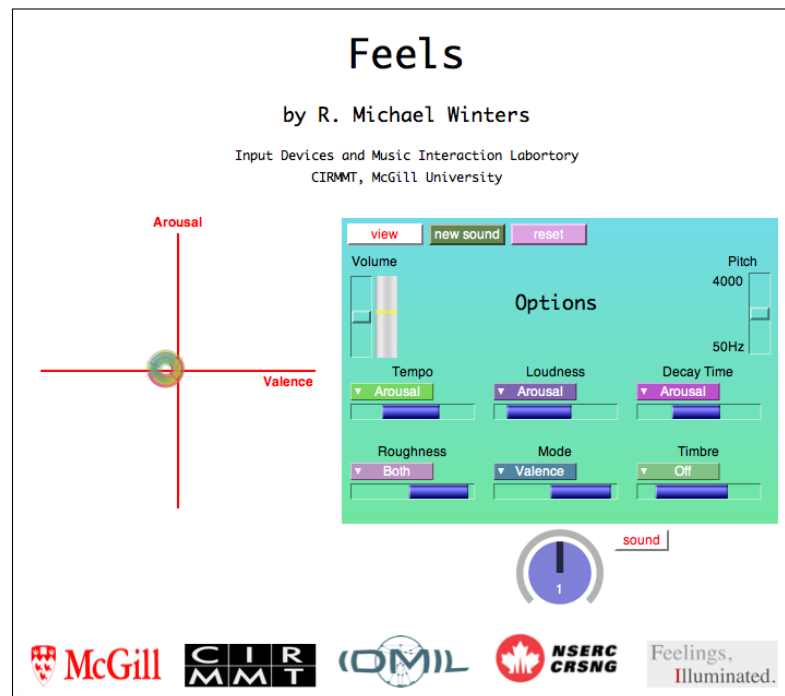 Feels
by R. Michael Winters
Input Devices and Music Interaction Labortory
CIRMMT, McGill University
Arousal
Valence
view new sound reset
Volume
Pitch
4000
Options
50Hz
Tempo Loudness Decay Time
Arousal Arousal Arousal
Roughness Mode Timbre
Both Valence Off
sound
1
McGill
CIR
MMT
IDMIL
NSERC
CRSNG
Feelings,
Illuminated.